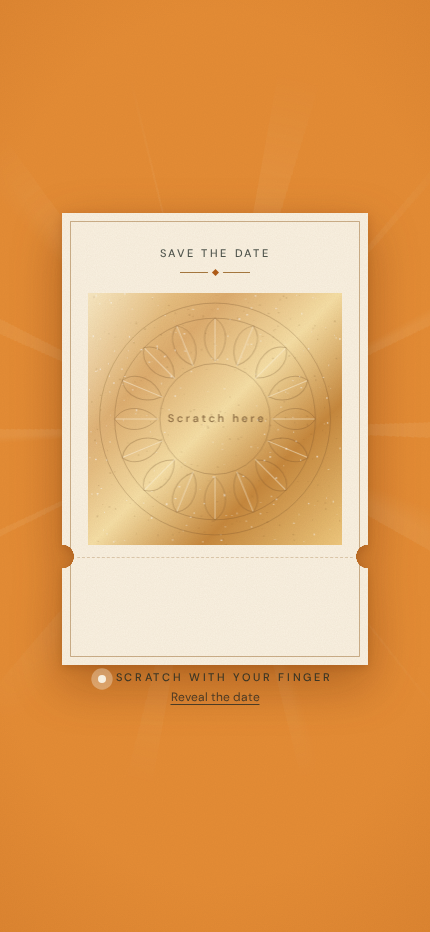 SAVE THE DATE
Scratch here
SCRATCH WITH YOUR FINGER
Reveal the date